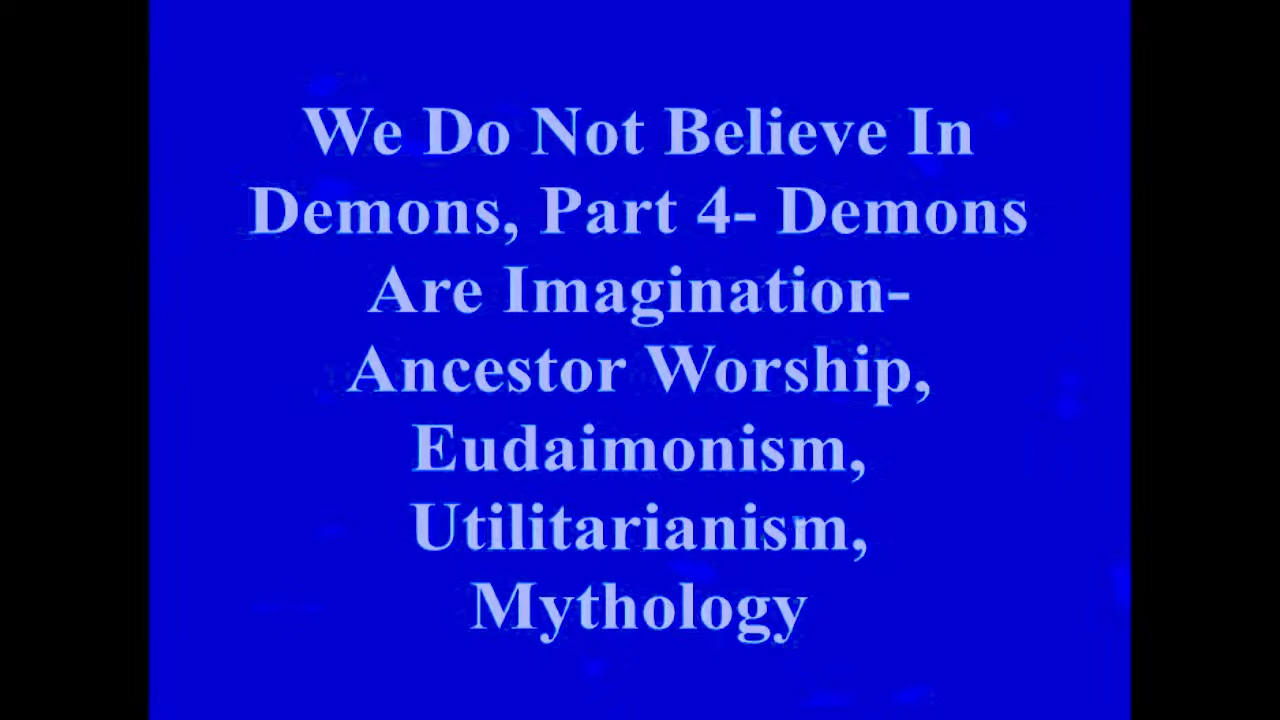 We Do Not Believe In
Demons, Part 4- Demons
Are Imagination-
Ancestor Worship,
Eudaimonism,
Utilitarianism,
Mythology